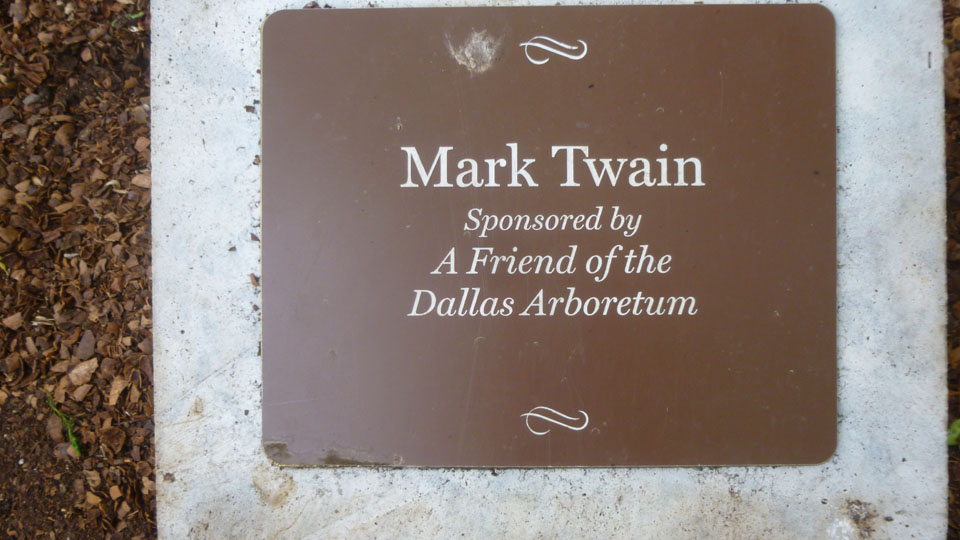 Mark Twain
Sponsored by
A Friend of the
Dallas Arboretum